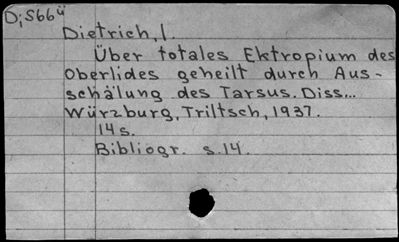 D;S66ü
Dietrich, I.
Über totales Ektropium des
Oberlides geheilt durch Aus-
schälung des Tarsus. Diss...
Würzburg, Triltsch, 1937.
14 s.
Bibliogr. s.14.